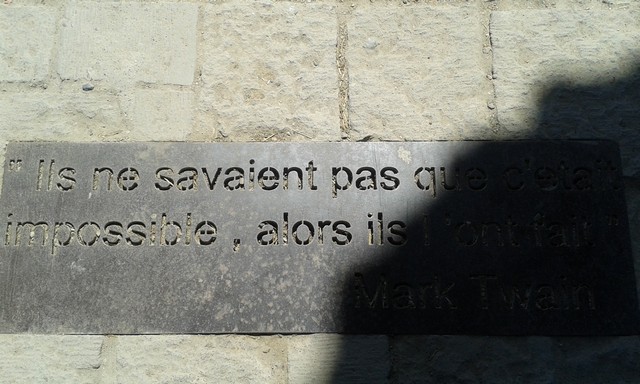 " Ils ne savaient pas que c'était
impossible , alors ils l 'ont fait "
Mark Twain